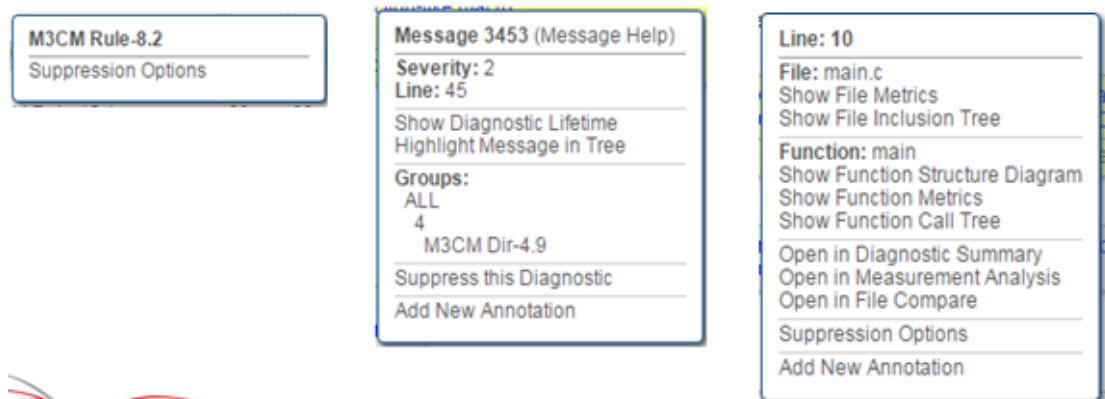 M3CM Rule-8.2
Suppression Options
Message 3453 (Message Help)
Severity: 2
Line: 45
Show Diagnostic Lifetime
Highlight Message in Tree
Groups:
ALL
4
M3CM Dir-4.9
Suppress this Diagnostic
Add New Annotation
Line: 10
File: main.c
Show File Metrics
Show File Inclusion Tree
Function: main
Show Function Structure Diagram
Show Function Metrics
Show Function Call Tree
Open in Diagnostic Summary
Open in Measurement Analysis
Open in File Compare
Suppression Options
Add New Annotation